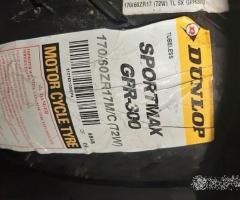 170/60ZR17 (72W) TL SX GPR300
DUNLOP
TUBELESS
SPORTMAX
GPR-300
170/60ZR17M/C (72W)
MOTOR CYCLE TYRE